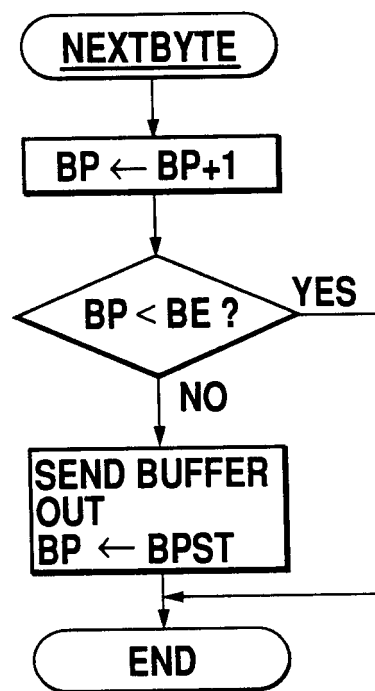 NEXTBYTE
BP ← BP+1
BP < BE ?
YES
NO
SEND BUFFER
OUT
BP ← BPST
END